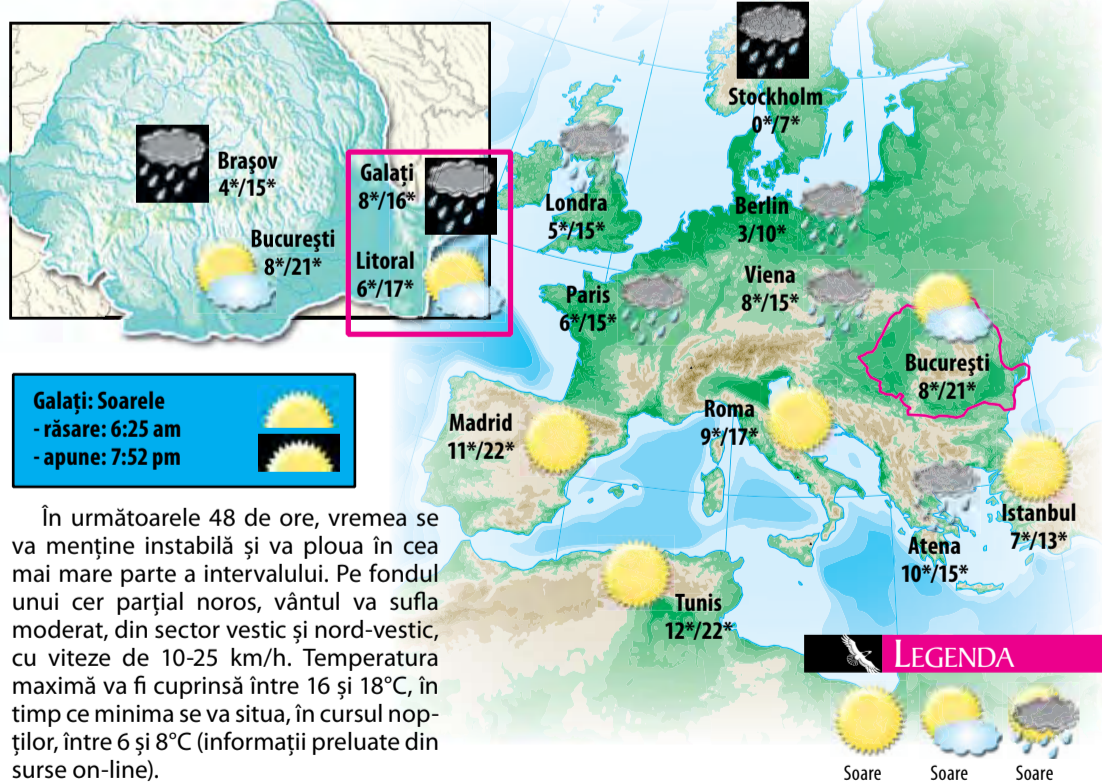 Stockholm
0*/7*
Braşov
4*/15*
Galaţi
8*/16*
Bucureşti
8*/21*
Litoral
6*/17*
Londra
5*/15*
Berlin
3/10*
Viena
8*/15*
Paris
6*/15*
Bucureşti
8*/21*
Galaţi: Soarele
- răsare: 6:25 am
- apune: 7:52 pm
Madrid
11*/22*
Roma
9*/17*
Istanbul
7*/13*
Atena
10*/15*
Tunis
12*/22*
În următoarele 48 de ore, vremea se
va menține instabilă și va ploua în cea
mai mare parte a intervalului. Pe fondul
unui cer parțial noros, vântul va sufla
moderat, din sector vestic și nord-vestic,
cu viteze de 10-25 km/h. Temperatura
maximă va fi cuprinsă între 16 și 18°C, în
timp ce minima se va situa, în cursul nop-
ților, între 6 și 8°C (informații preluate din
surse on-line).
LEGENDA
Soare Soare Soare